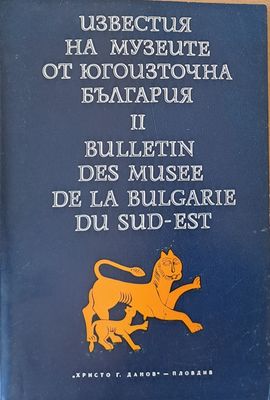 ИЗВЕСТИЯ
НА МУЗЕИТЕ
ОТ ЮГОИЗТОЧНА
БЪЛГАРИЯ
II
BULLETIN
DES MUSEE
DE LA BULGARIE
DU SUD-EST
„ХРИСТО Г. ДАНОВ" — ПЛОВДИВ